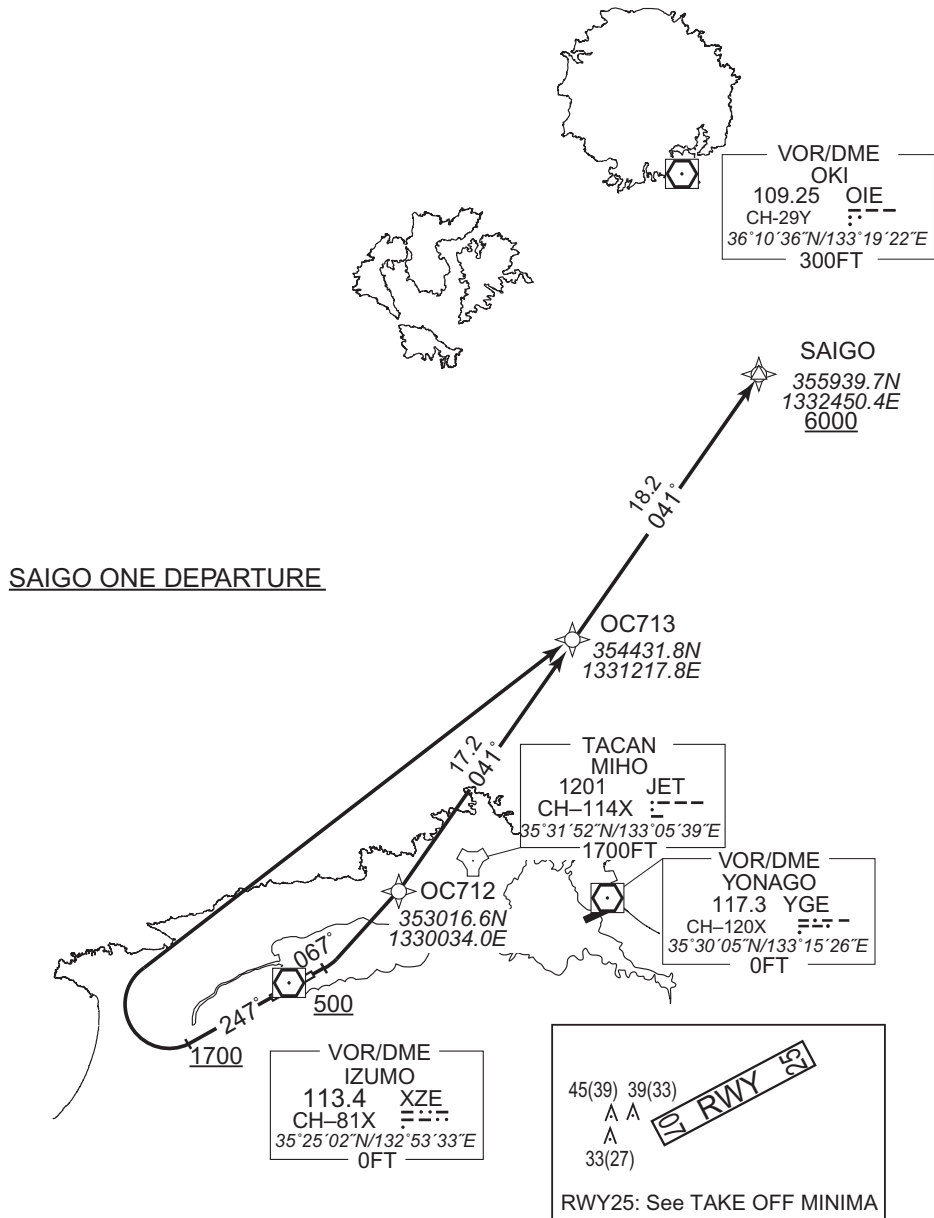 VOR/DME
OKI
109.25 OIE
CH-29Y
36°10´36˝N/133°19´22˝E
300FT
SAIGO
355939.7N
1332450.4E
6000
18.2
041°
SAIGO ONE DEPARTURE
OC713
354431.8N
1331217.8E
17.2
041°
TACAN
MIHO
1201 JET
CH–114X
35°31´52˝N/133°05´39˝E
1700FT
VOR/DME
YONAGO
117.3 YGE
CH–120X
35°30´05˝N/133°15´26˝E
0FT
OC712
353016.6N
1330034.0E
067°
500
247°
1700
VOR/DME
IZUMO
113.4 XZE
CH–81X
35°25´02˝N/132°53´33˝E
0FT
45(39) 39(33)
33(27)
07 RWY 25
RWY25: See TAKE OFF MINIMA